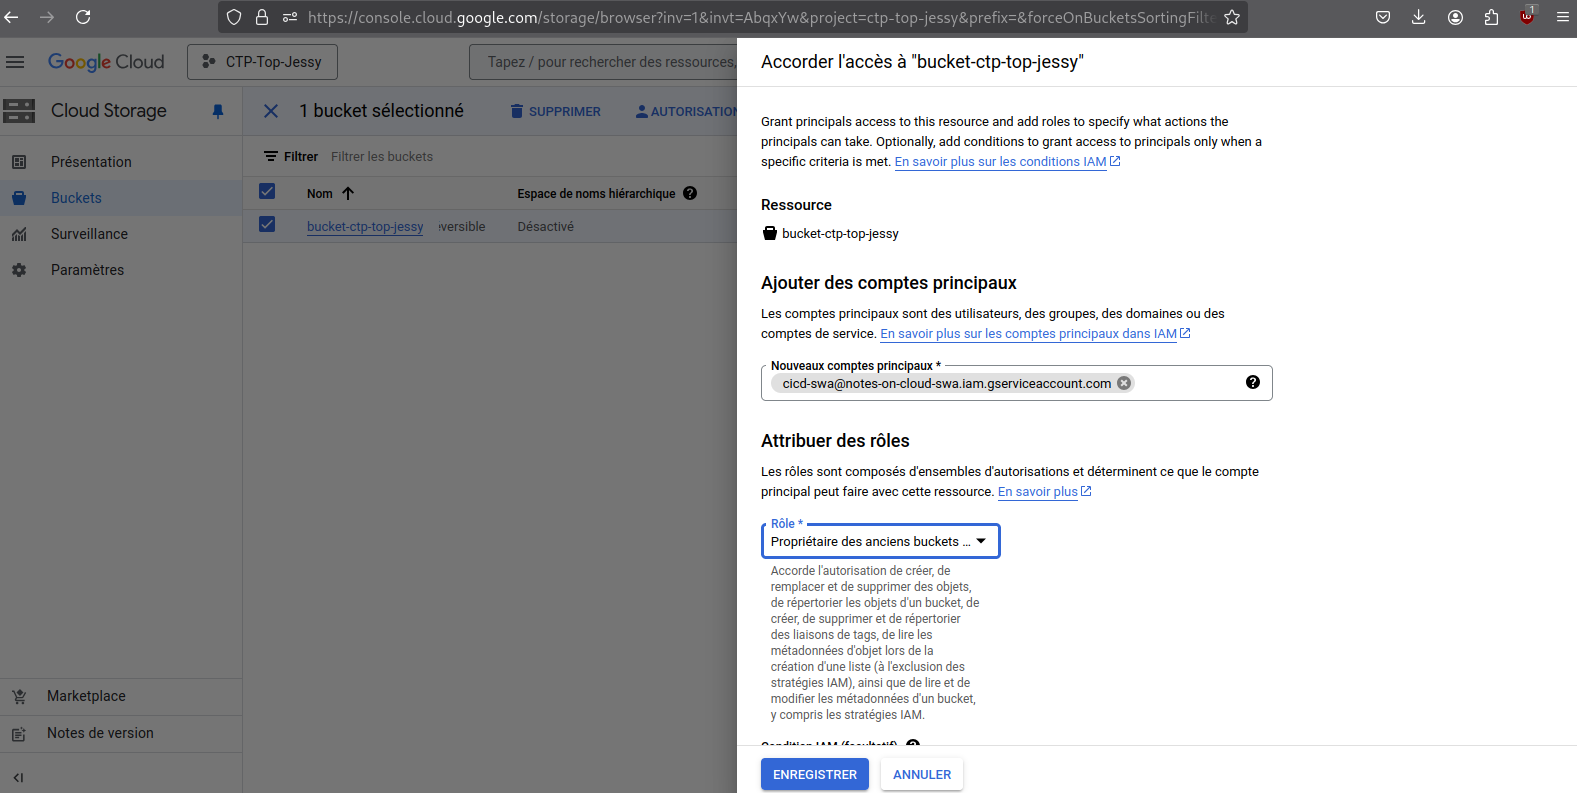 https://console.cloud.google.com/storage/browser?inv=1&invt=AbqxYw&project=ctp-top-jessy&prefix=&forceOnBucketsSortingFilte
1
Google Cloud
CTP-Top-Jessy
Tapez / pour rechercher des ressources,
Cloud Storage
Présentation
Buckets
Surveillance
Paramètres
Marketplace
Notes de version
1 bucket sélectionné
SUPPRIMER
AUTORISATION
Filtrer Filtrer les buckets
Nom
Espace de noms hiérarchique
bucket-ctp-top-jessy
versible
Désactivé
Accorder l'accès à "bucket-ctp-top-jessy"
Grant principals access to this resource and add roles to specify what actions the
principals can take. Optionally, add conditions to grant access to principals only when a
specific criteria is met. En savoir plus sur les conditions IAM
Ressource
bucket-ctp-top-jessy
Ajouter des comptes principaux
Les comptes principaux sont des utilisateurs, des groupes, des domaines ou des
comptes de service. En savoir plus sur les comptes principaux dans IAM
Nouveaux comptes principaux *
cicd-swa@notes-on-cloud-swa.iam.gserviceaccount.com
Attribuer des rôles
Les rôles sont composés d'ensembles d'autorisations et déterminent ce que le compte
principal peut faire avec cette ressource. En savoir plus
Rôle *
Propriétaire des anciens buckets ...
Accorde l'autorisation de créer, de
remplacer et de supprimer des objets,
de répertorier les objets d'un bucket, de
créer, de supprimer et de répertorier
des liaisons de tags, de lire les
métadonnées d'objet lors de la
création d'une liste (à l'exclusion des
stratégies IAM), ainsi que de lire et de
modifier les métadonnées d'un bucket,
y compris les stratégies IAM.
Condition IAM (facultatif)
ENREGISTRER
ANNULER